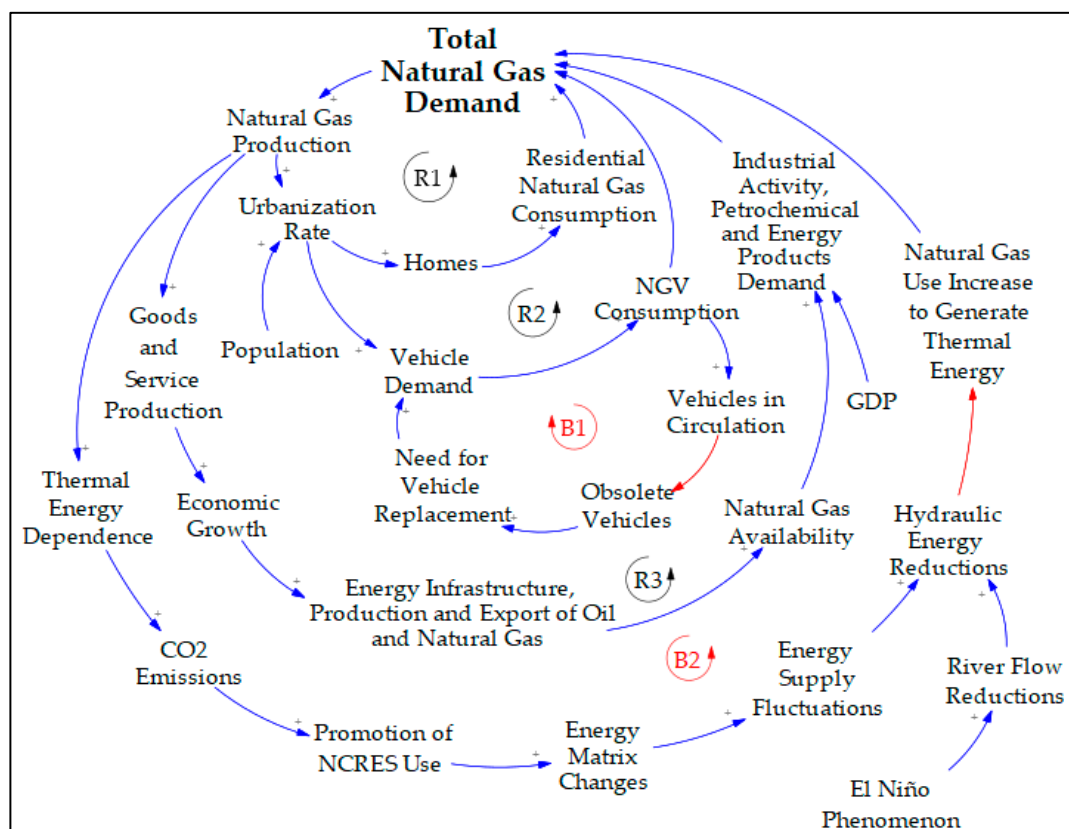 Total
Natural Gas
Demand
Natural Gas
Production
R1
Residential
Natural Gas
Consumption
Industrial
Activity,
Petrochemical
and Energy
Products
Demand
Urbanization
Rate
Homes
Natural Gas
Use Increase
to Generate
Thermal
Energy
Goods
and
Service
Production
Population
R2
NGV
Consumption
Vehicle
Demand
Vehicles in
Circulation
GDP
B1
Thermal
Energy
Dependence
Economic
Growth
Need for
Vehicle
Replacement
Obsolete
Vehicles
Natural Gas
Availability
Hydraulic
Energy
Reductions
R3
Energy Infrastructure,
Production and Export of Oil
and Natural Gas
CO2
Emissions
B2
Energy
Supply
Fluctuations
River Flow
Reductions
Promotion of
NCRES Use
Energy
Matrix
Changes
El Niño
Phenomenon